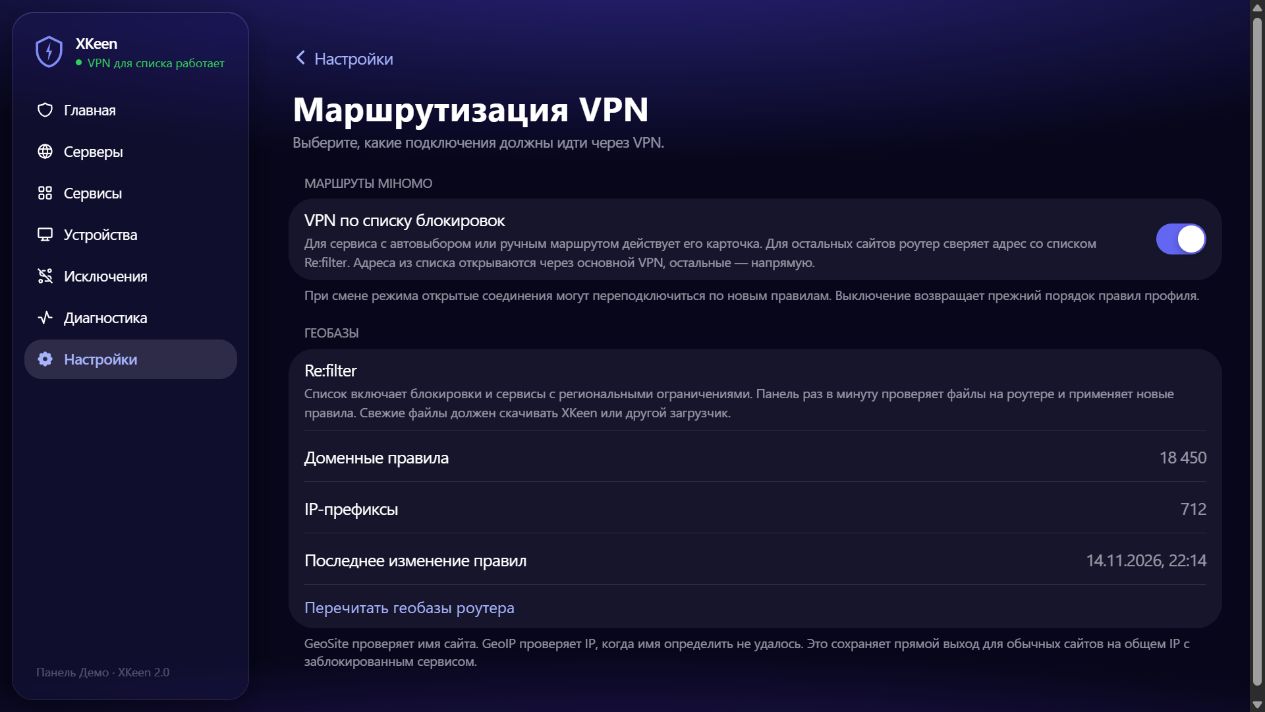 XKeen
VPN для списка работает
Главная
Серверы
Сервисы
Устройства
Исключения
Диагностика
Настройки
Панель Демо · XKeen 2.0
Настройки
Маршрутизация VPN
Выберите, какие подключения должны идти через VPN.
МАРШРУТЫ MIHOMO
VPN по списку блокировок
Для сервиса с автовыбором или ручным маршрутом действует его карточка. Для остальных сайтов роутер сверяет адрес со списком
Re:filter. Адреса из списка открываются через основной VPN, остальные — напрямую.
При смене режима открытые соединения могут переподключиться по новым правилам. Выключение возвращает прежний порядок правил профиля.
ГЕОБАЗЫ
Re:filter
Список включает блокировки и сервисы с региональными ограничениями. Панель раз в минуту проверяет файлы на роутере и применяет новые
правила. Свежие файлы должен скачивать XKeen или другой загрузчик.
Доменные правила 18 450
IP-префиксы 712
Последнее изменение правил 14.11.2026, 22:14
Перечитать геобазы роутера
GeoSite проверяет имя сайта. GeoIP проверяет IP, когда имя определить не удалось. Это сохраняет прямой выход для обычных сайтов на общем IP с
заблокированным сервисом.